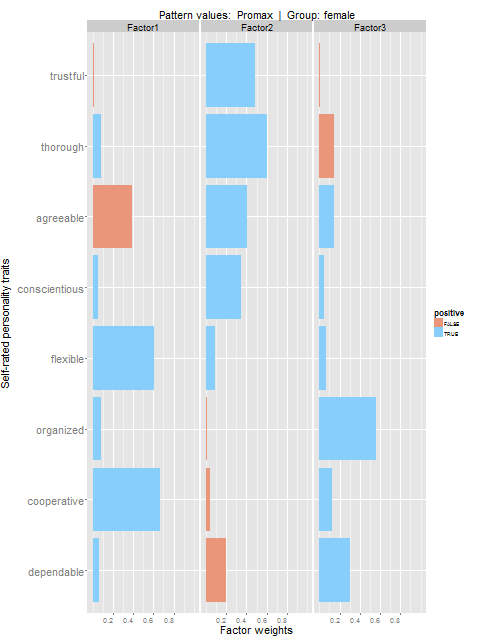 Pattern values: Promax | Group: female
Factor1 Factor2 Factor3
trustful
thorough
agreeable
conscientious
flexible
organized
cooperative
dependable
Self-rated personality traits
0.2 0.4 0.6 0.8 0.2 0.4 0.6 0.8 0.2 0.4 0.6 0.8
Factor weights
positive
FALSE
TRUE